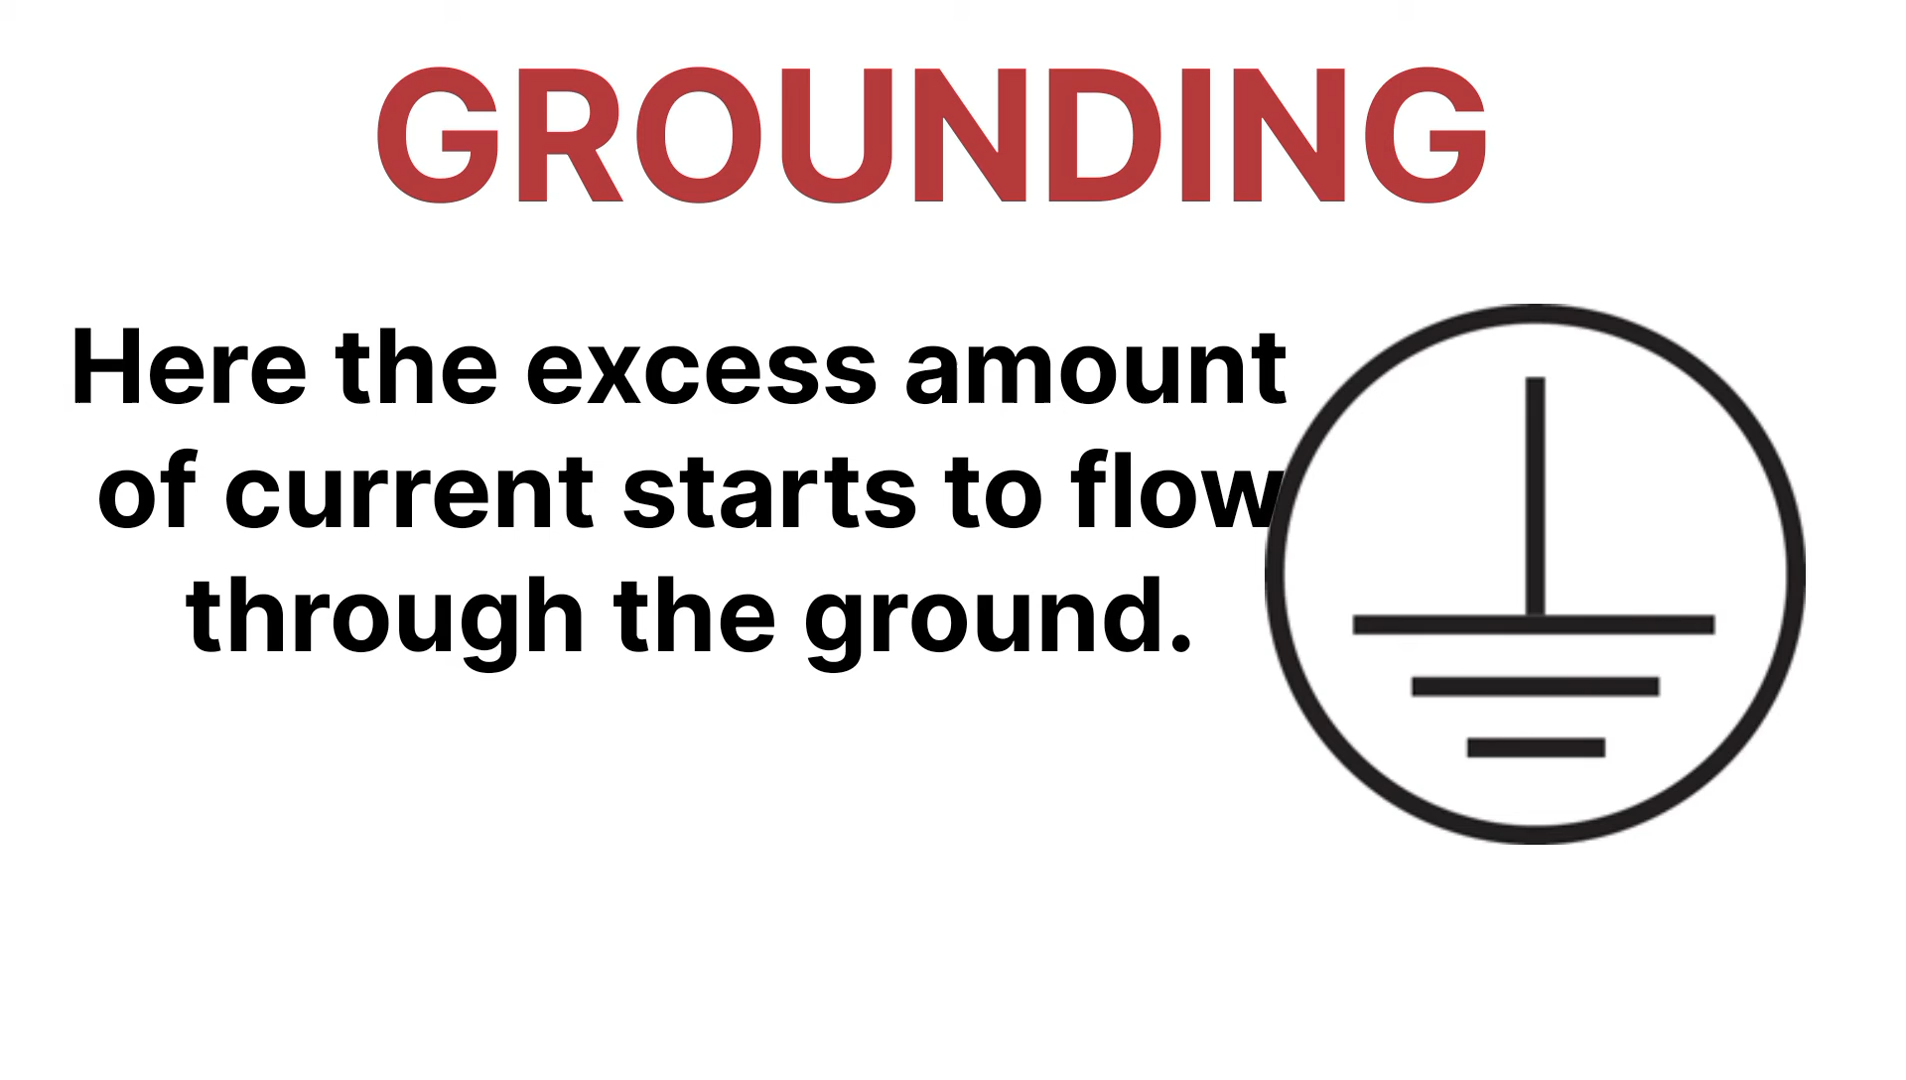 GROUNDING
Here the excess amount
of current starts to flow
through the ground.